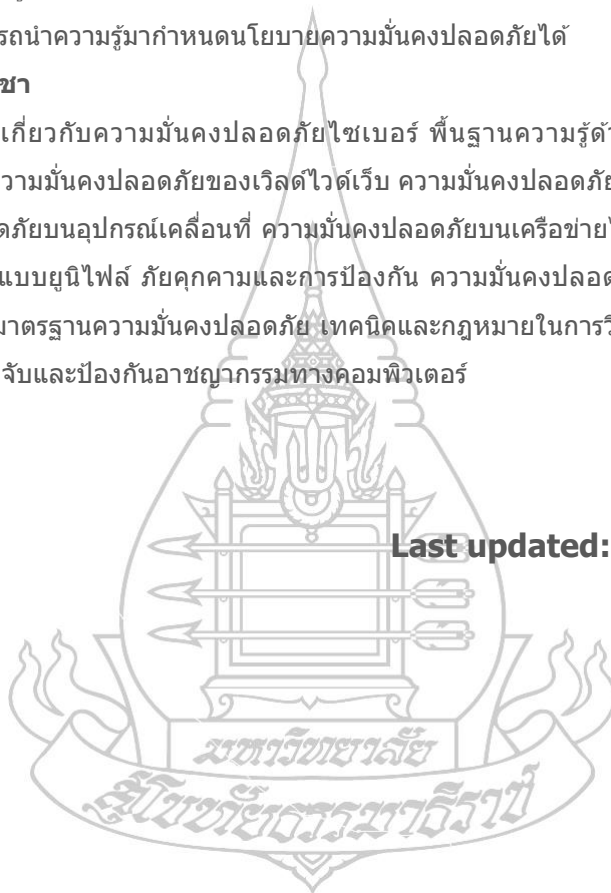 รถนำความรู้มากำหนดนโยบายความมั่นคงปลอดภัยได้
ชา
เกี่ยวกับความมั่นคงปลอดภัยไซเบอร์ พื้นฐานความรู้ด้
วามมั่นคงปลอดภัยของเวิลด์ไวด์เว็บ ความมั่นคงปลอดภัย
ดภัยบนอุปกรณ์เคลื่อนที่ ความมั่นคงปลอดภัยบนเครือข่ายไ
แบบยูนิไฟล์ ภัยคุกคามและการป้องกัน ความมั่นคงปลอด
มาตรฐานความมั่นคงปลอดภัย เทคนิคและกฎหมายในการวิ
จับและป้องกันอาชญากรรมทางคอมพิวเตอร์
Last updated:
มหาวิทยาลัย
สุโขทัยธรรมาธิราช